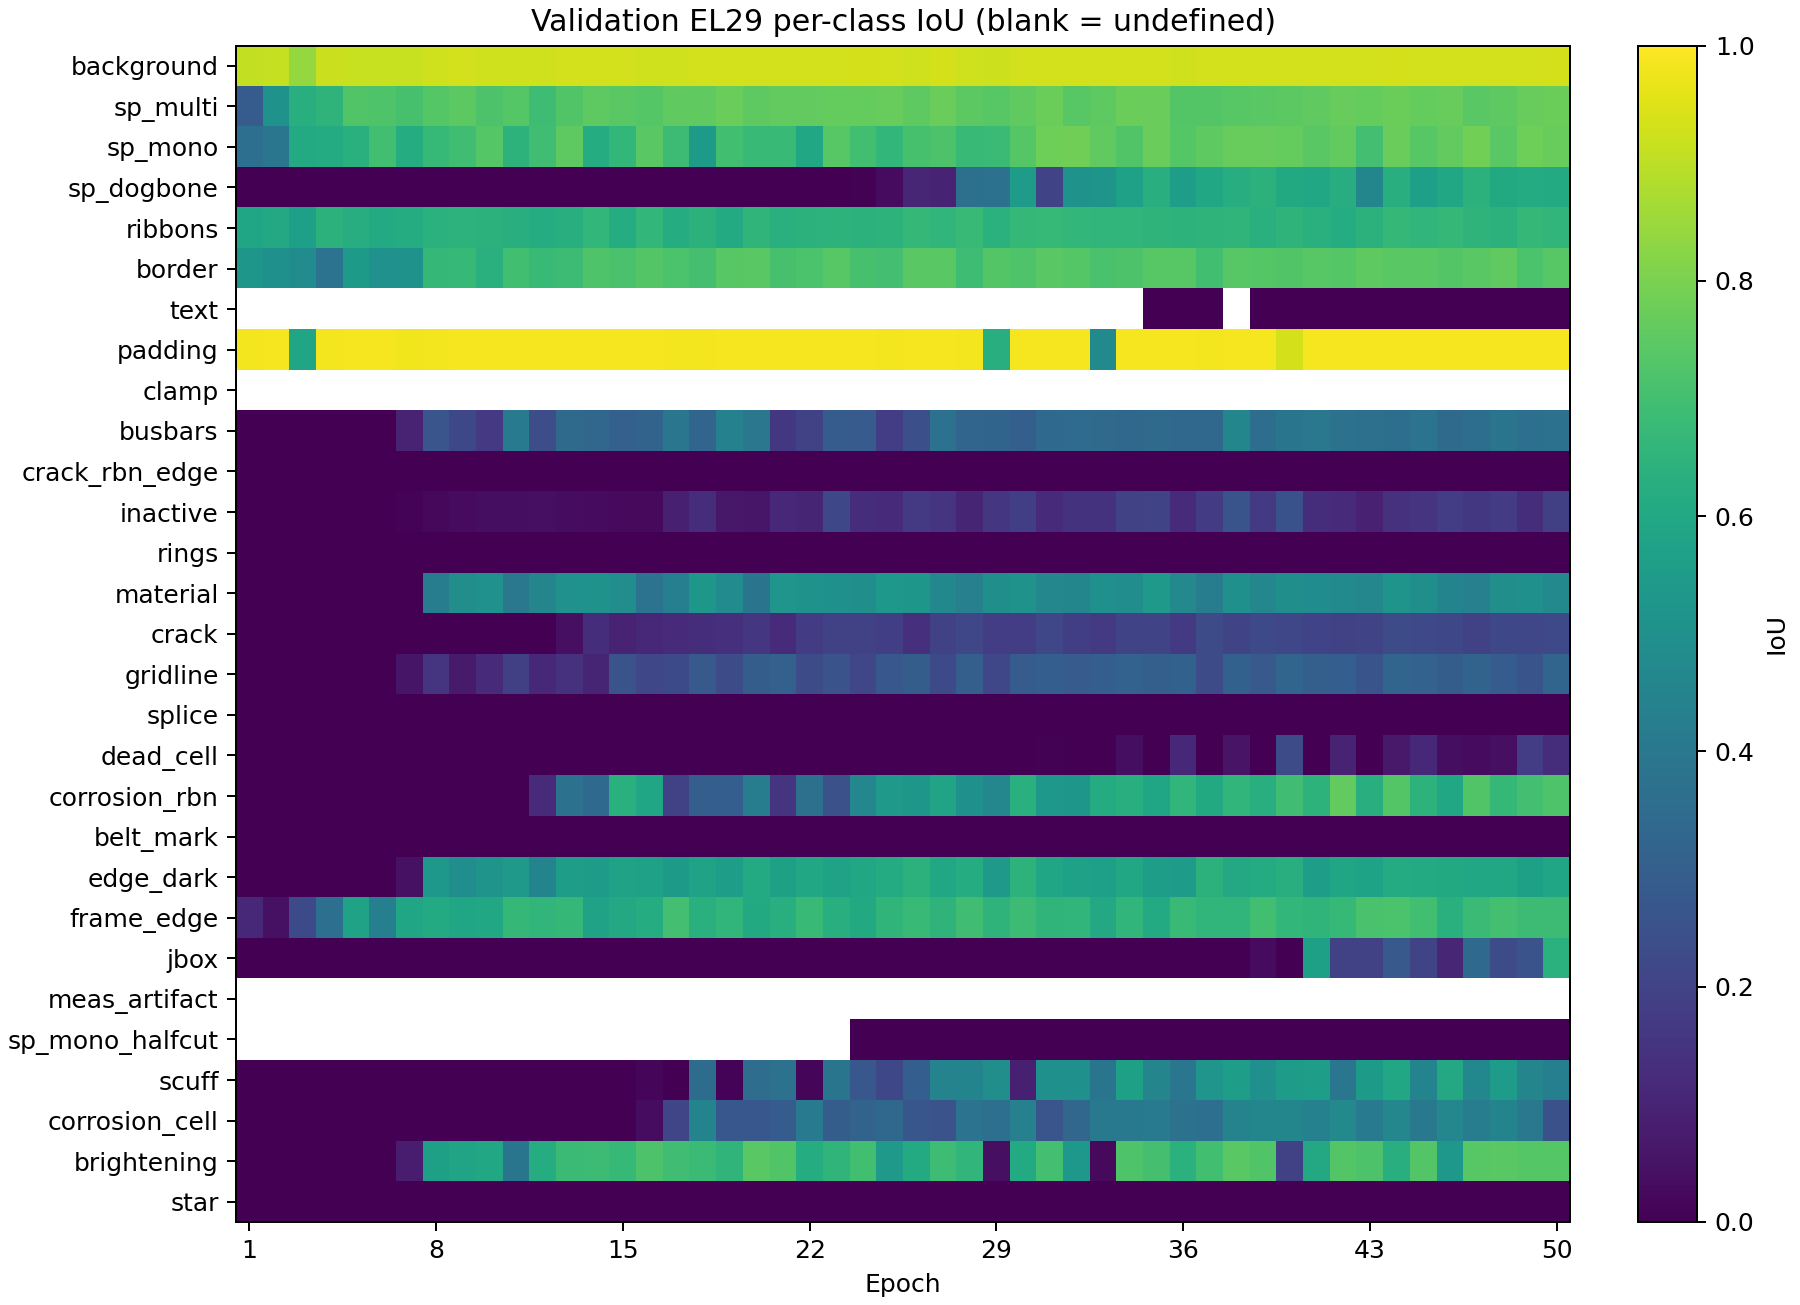 Validation EL29 per-class IoU (blank = undefined)
background
sp_multi
sp_mono
sp_dogbone
ribbons
border
text
padding
clamp
busbars
crack_rbn_edge
inactive
rings
material
crack
gridline
splice
dead_cell
corrosion_rbn
belt_mark
edge_dark
frame_edge
jbox
meas_artifact
sp_mono_halfcut
scuff
corrosion_cell
brightening
star
1 8 15 22 29 36 43 50
Epoch
1.0
0.8
0.6
0.4
0.2
0.0
IoU